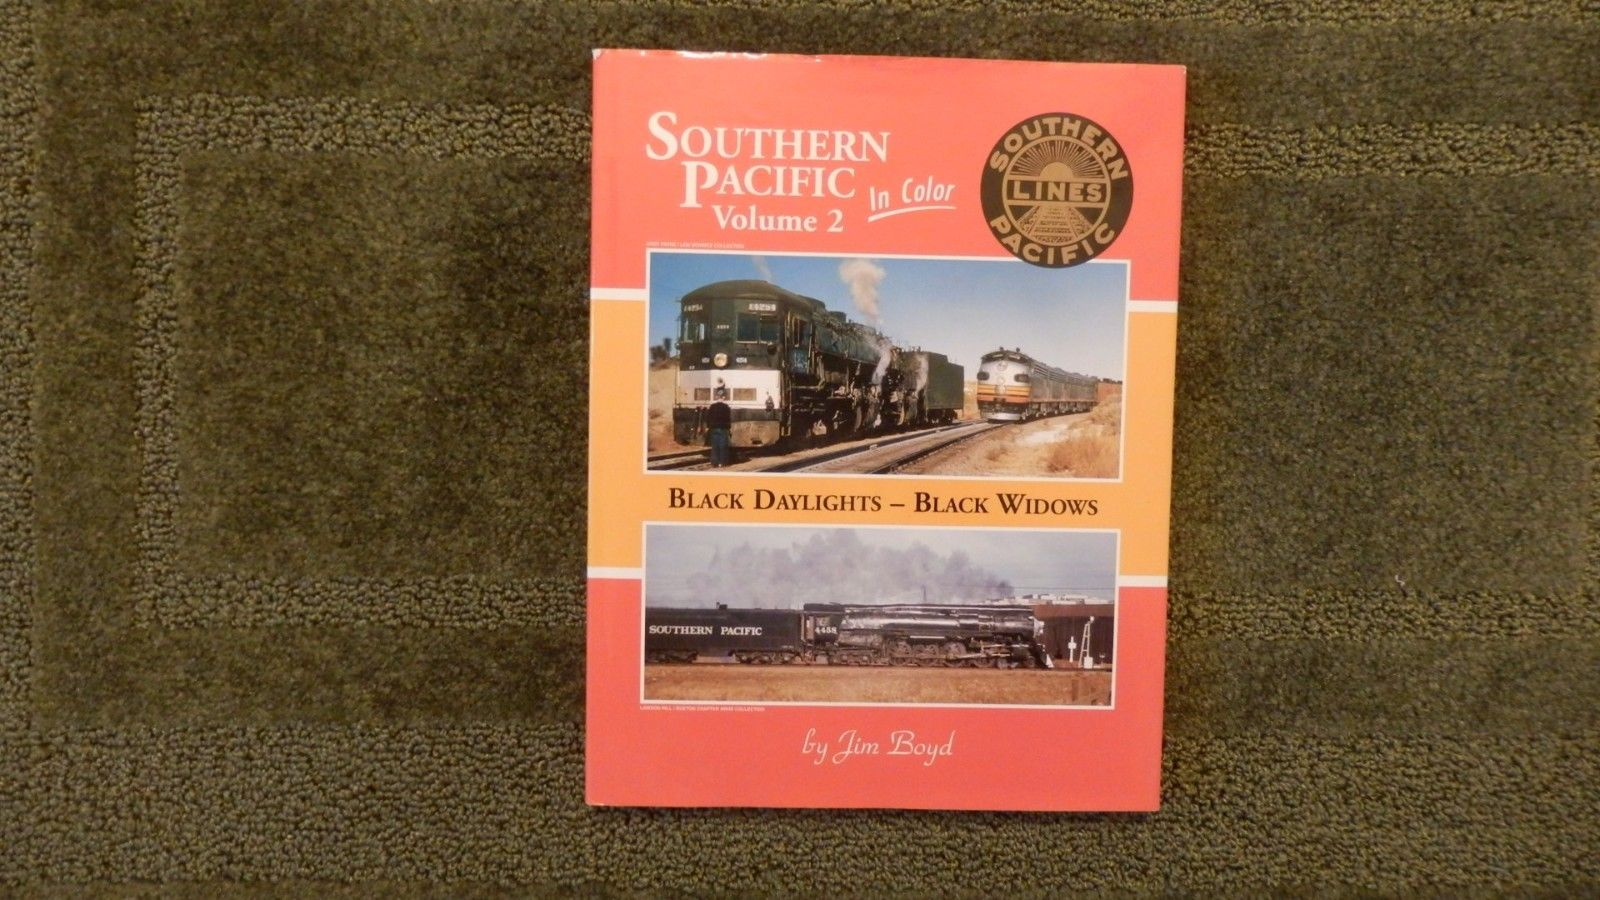 SOUTHERN
PACIFIC In Color
Volume 2
SOUTHERN
LINES
PACIFIC
BLACK DAYLIGHTS – BLACK WIDOWS
SOUTHERN PACIFIC
4458
by Jim Boyd